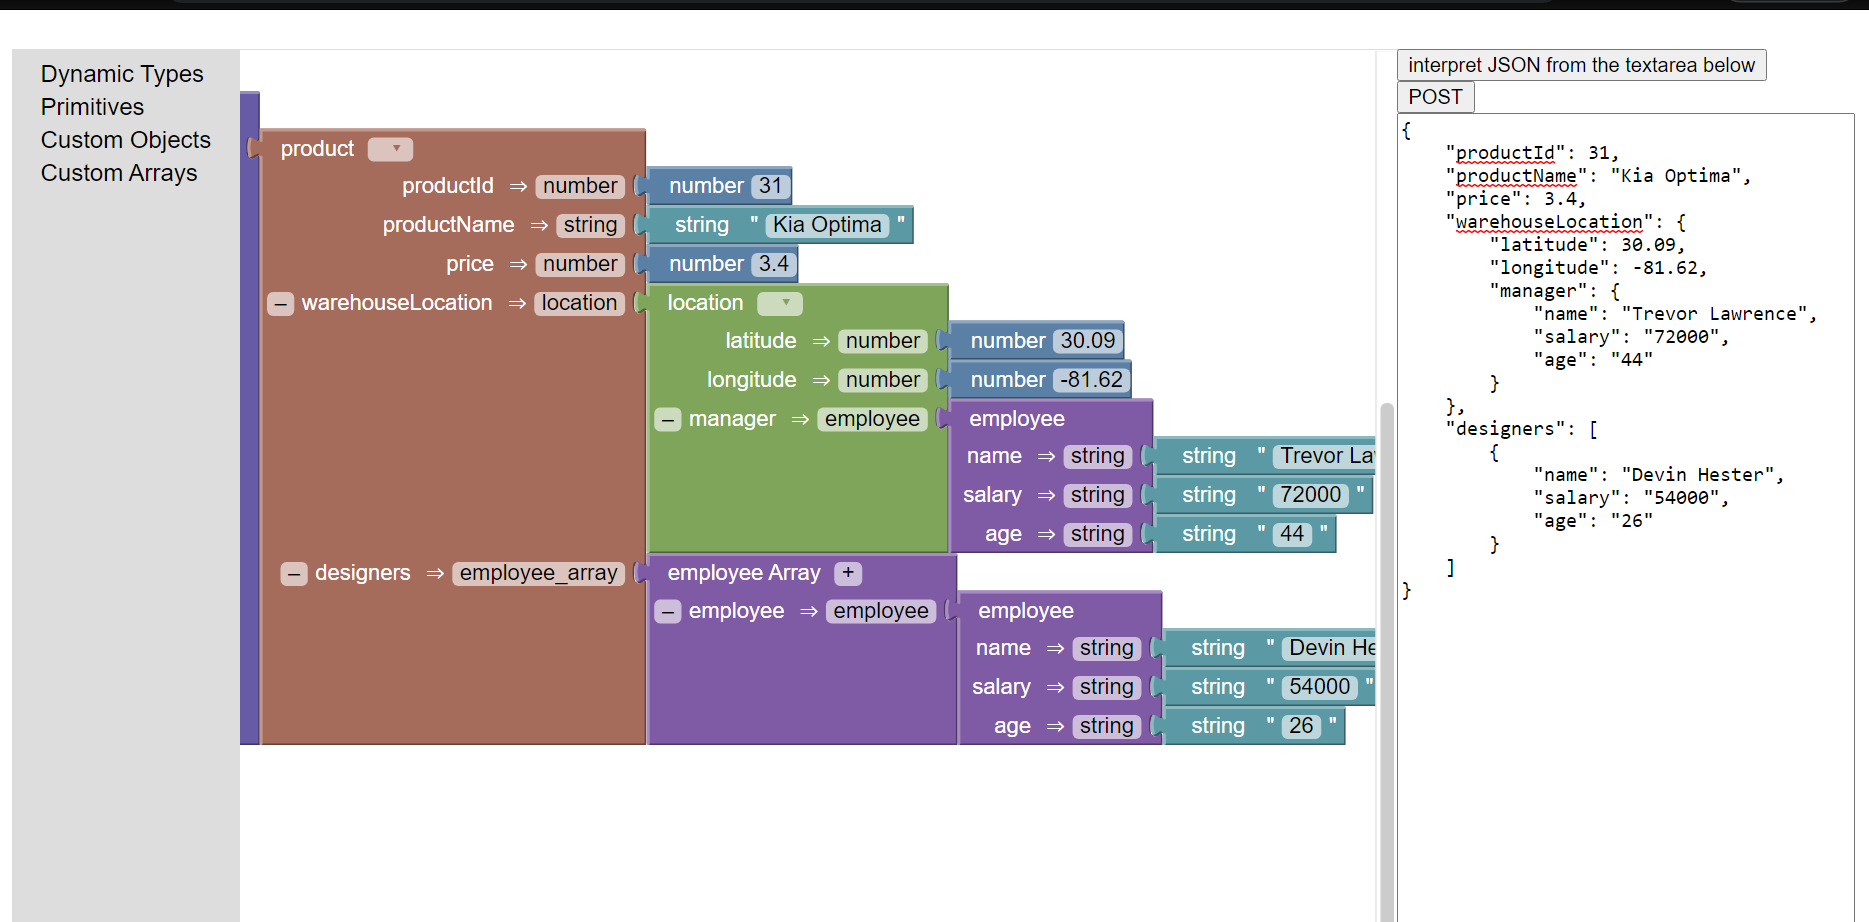 Dynamic Types
Primitives
Custom Objects
Custom Arrays
product
productId ⇒ number number 31
productName ⇒ string string " Kia Optima "
price ⇒ number number 3.4
– warehouseLocation ⇒ location location
latitude ⇒ number number 30.09
longitude ⇒ number number -81.62
– manager ⇒ employee employee
name ⇒ string string " Trevor La
salary ⇒ string string " 72000 "
age ⇒ string string " 44 "
– designers ⇒ employee_array employee Array +
– employee ⇒ employee employee
name ⇒ string string " Devin He
salary ⇒ string string " 54000 "
age ⇒ string string " 26 "
interpret JSON from the textarea below
POST
{
    "productId": 31,
    "productName": "Kia Optima",
    "price": 3.4,
    "warehouseLocation": {
        "latitude": 30.09,
        "longitude": -81.62,
        "manager": {
            "name": "Trevor Lawrence",
            "salary": "72000",
            "age": "44"
        }
    },
    "designers": [
        {
            "name": "Devin Hester",
            "salary": "54000",
            "age": "26"
        }
    ]
}